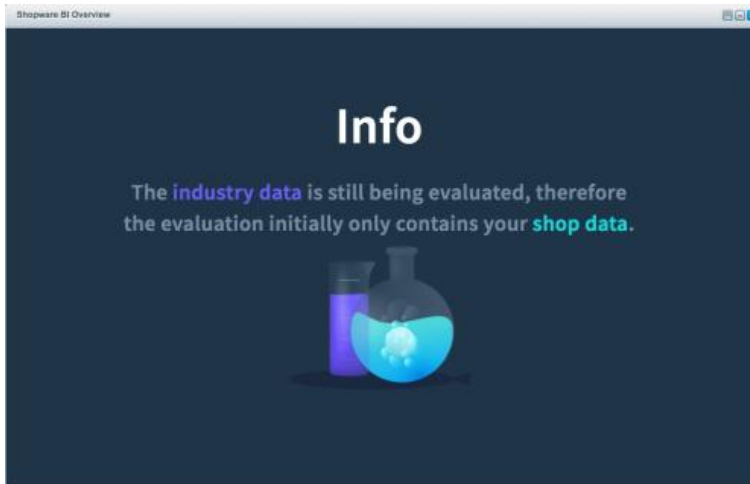 Shopware BI Overview
Info
The industry data is still being evaluated, therefore
the evaluation initially only contains your shop data.